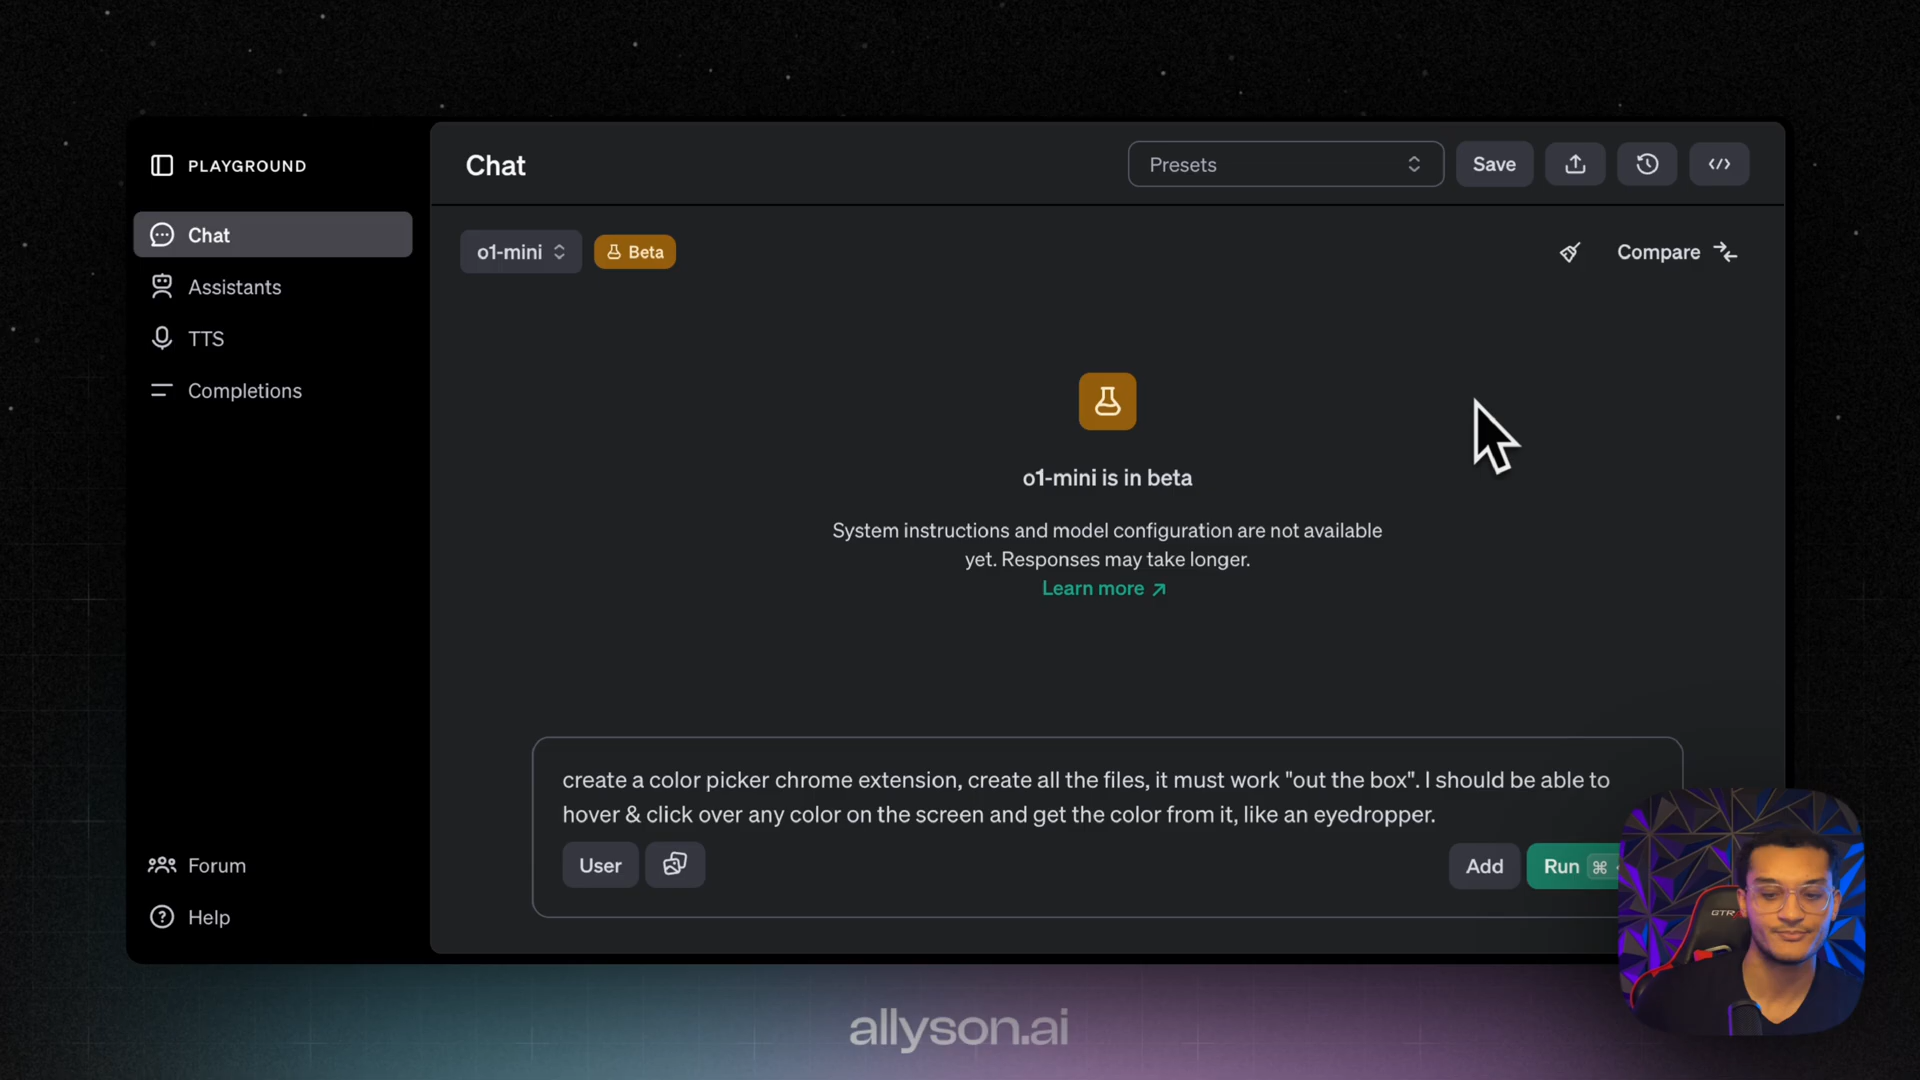 PLAYGROUND
Chat
Assistants
TTS
Completions
Forum
Help
Chat
Presets
Save
o1-mini
Beta
Compare
o1-mini is in beta
System instructions and model configuration are not available
yet. Responses may take longer.
Learn more ↗
create a color picker chrome extension, create all the files, it must work "out the box". I should be able to
hover & click over any color on the screen and get the color from it, like an eyedropper.
User
Add
Run ⌘
GTR
allyson.ai